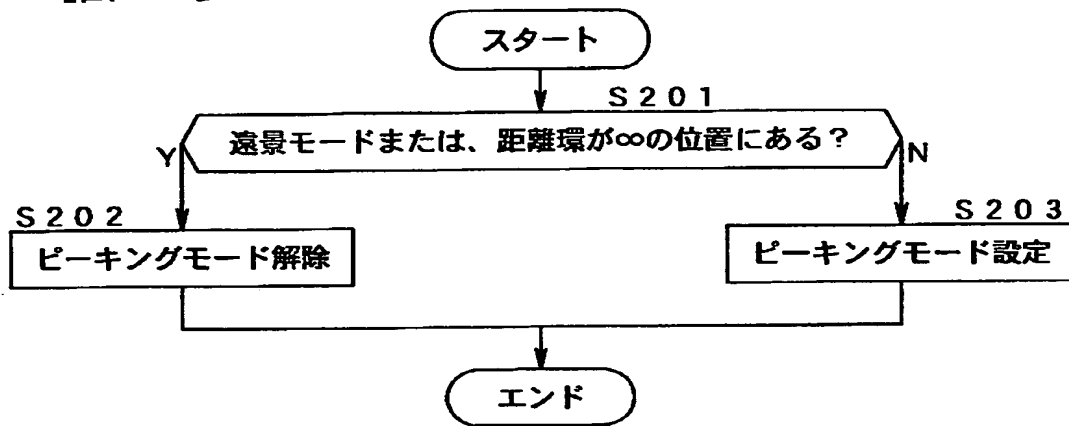 スタート
S201
遠景モードまたは、距離環が∞の位置にある？
Y
N
S202
ピーキングモード解除
S203
ピーキングモード設定
エンド